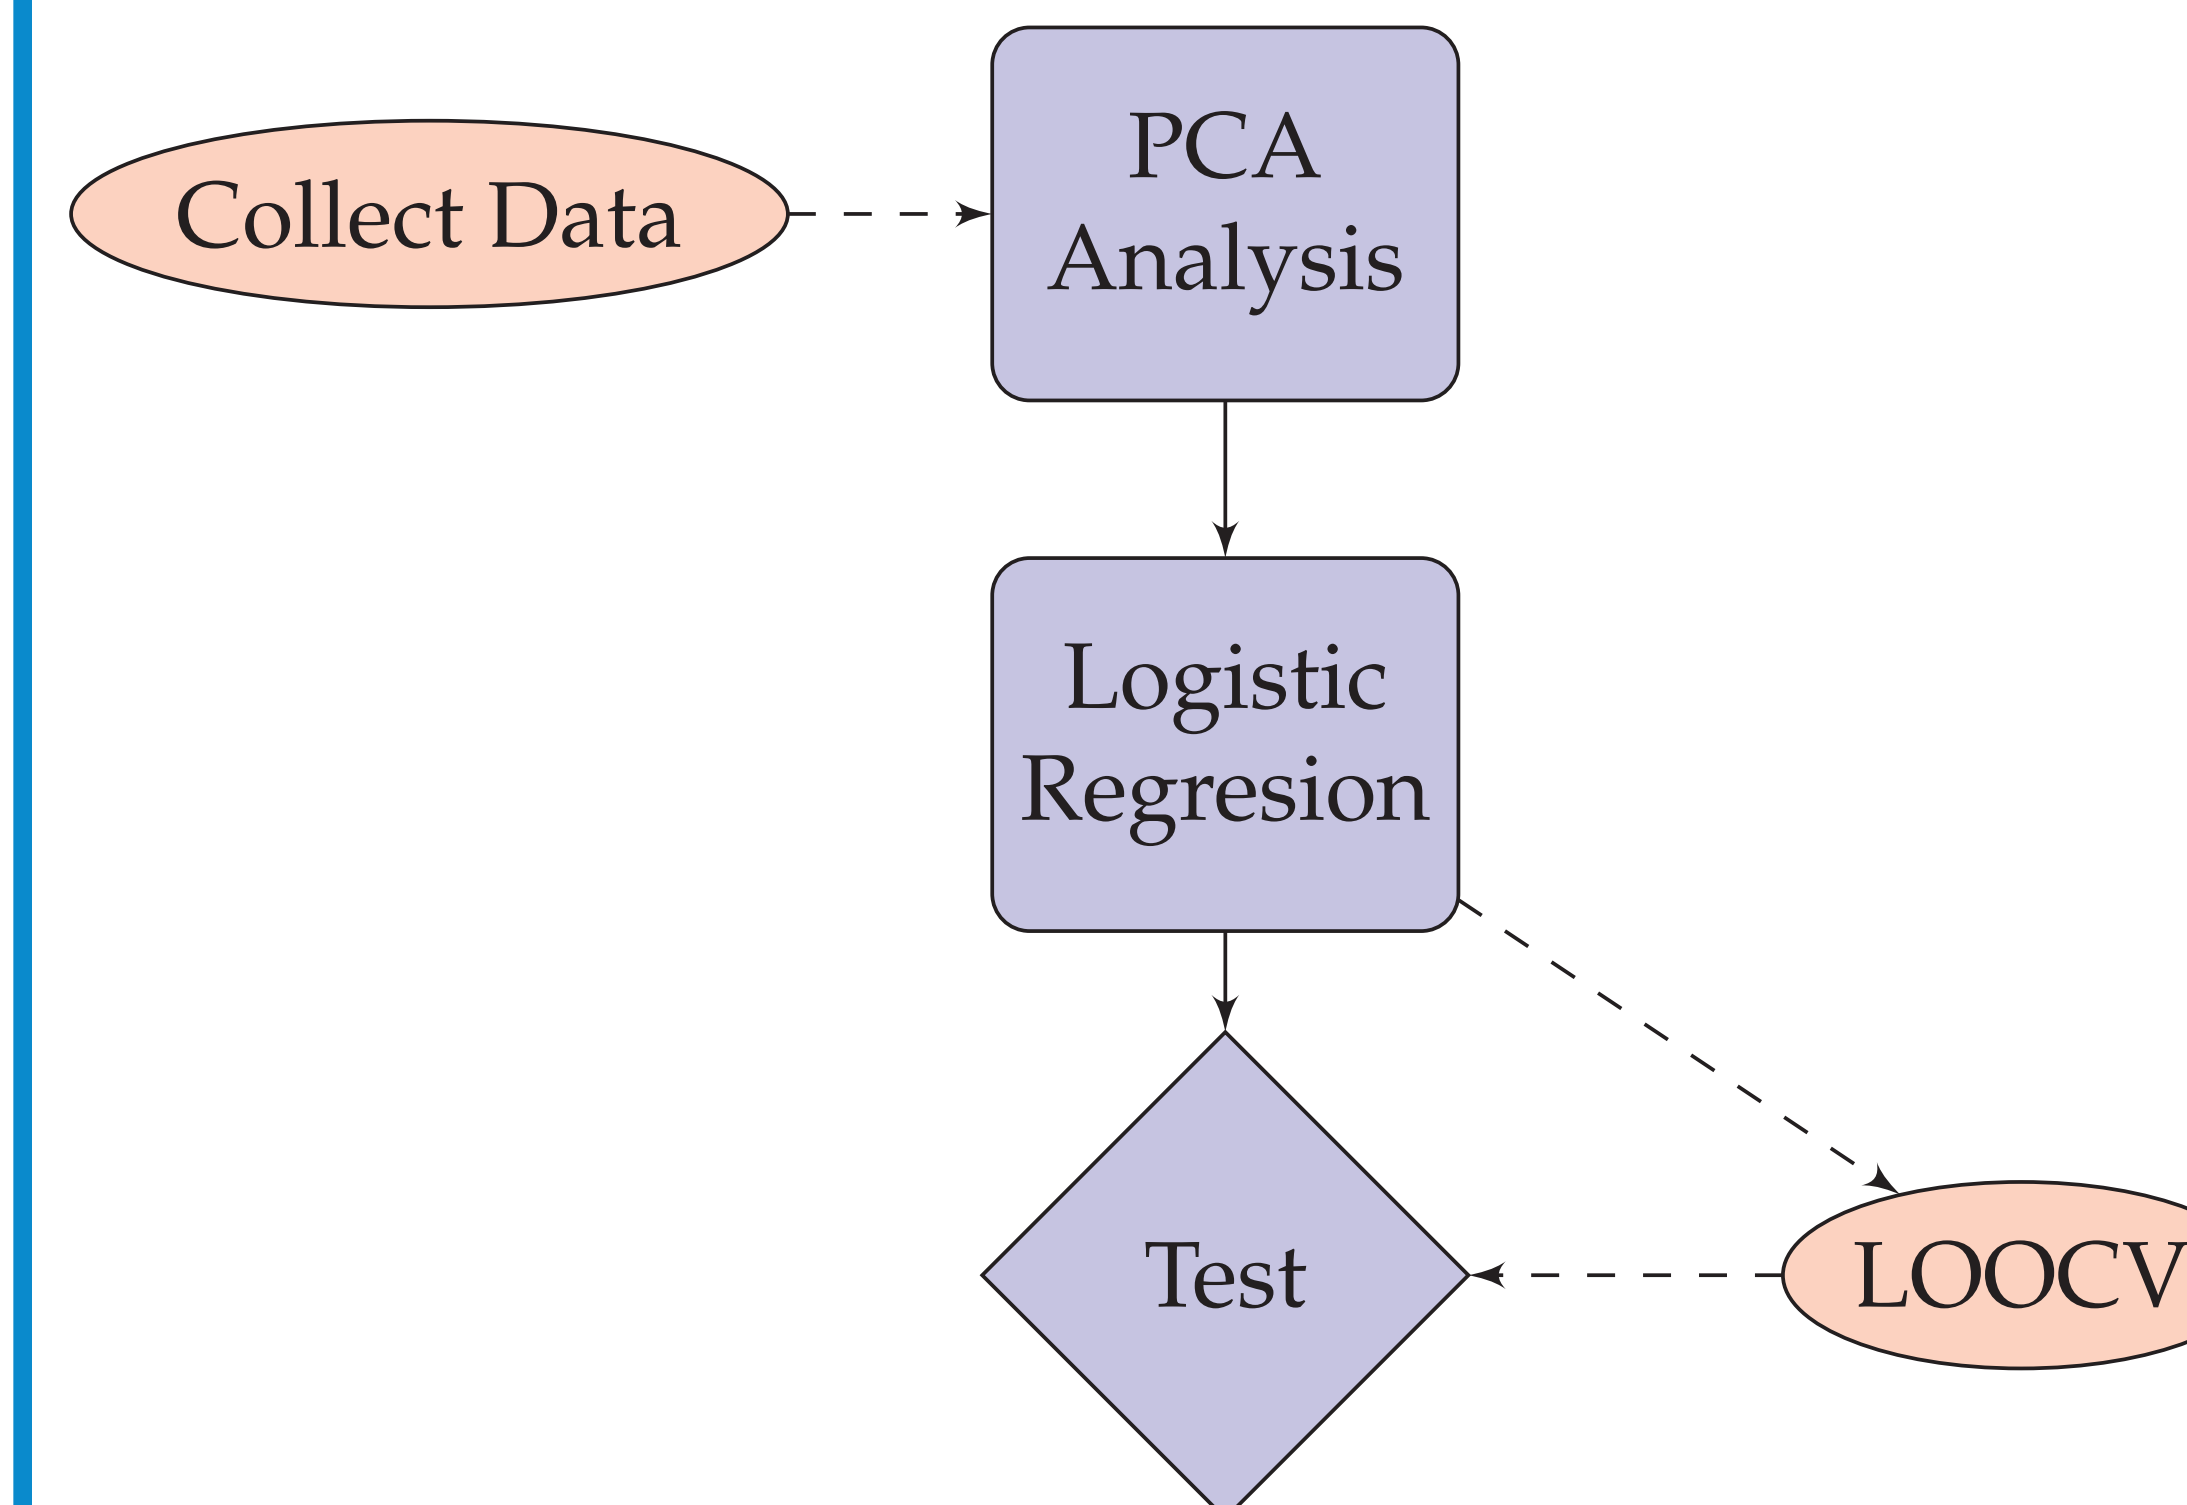 Collect Data
PCA
Analysis
Logistic
Regresion
Test
LOOCV